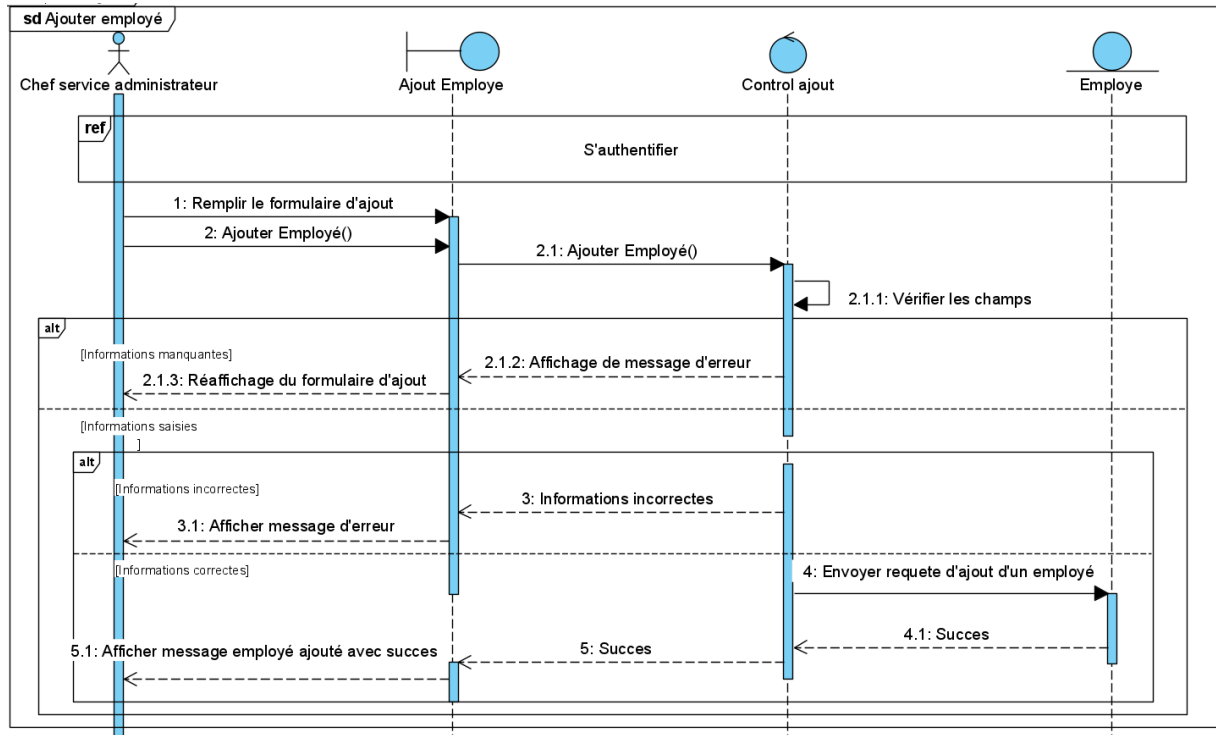 sd Ajouter employé
Chef service administrateur
Ajout Employe
Control ajout
Employe
ref
S'authentifier
1: Remplir le formulaire d'ajout
2: Ajouter Employé()
2.1: Ajouter Employé()
2.1.1: Vérifier les champs
alt
[Informations manquantes]
2.1.2: Affichage de message d'erreur
2.1.3: Réaffichage du formulaire d'ajout
[Informations saisies
]
alt
[Informations incorrectes]
3: Informations incorrectes
3.1: Afficher message d'erreur
[Informations correctes]
4: Envoyer requete d'ajout d'un employé
4.1: Succes
5: Succes
5.1: Afficher message employé ajouté avec succes